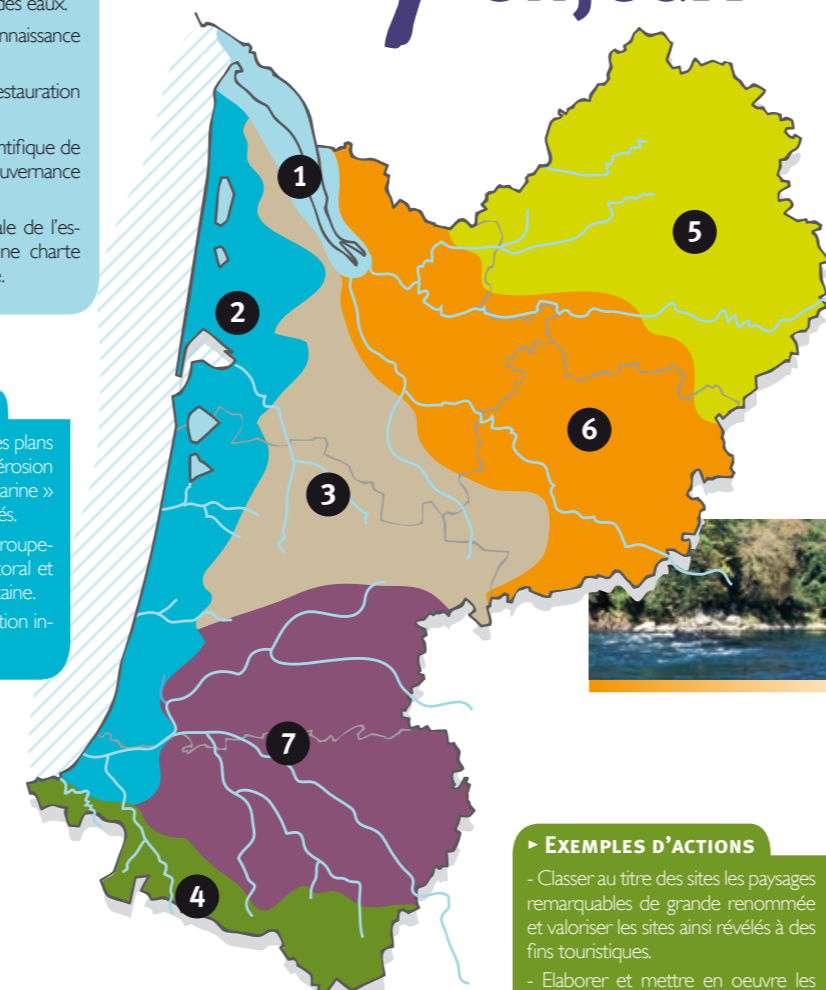 des eaux.
nnaissance
estauration
ntifique de
uvernance
ale de l'es-
ne charte
1
5
2
es plans
érosion
arine »
és.
roupe-
toral et
taine.
tion in-
6
3
7
4
► EXEMPLES D'ACTIONS
- Classer au titre des sites les paysages
remarquables de grande renommée
et valoriser les sites ainsi révélés à des
fins touristiques.
- Elaborer et mettre en oeuvre les